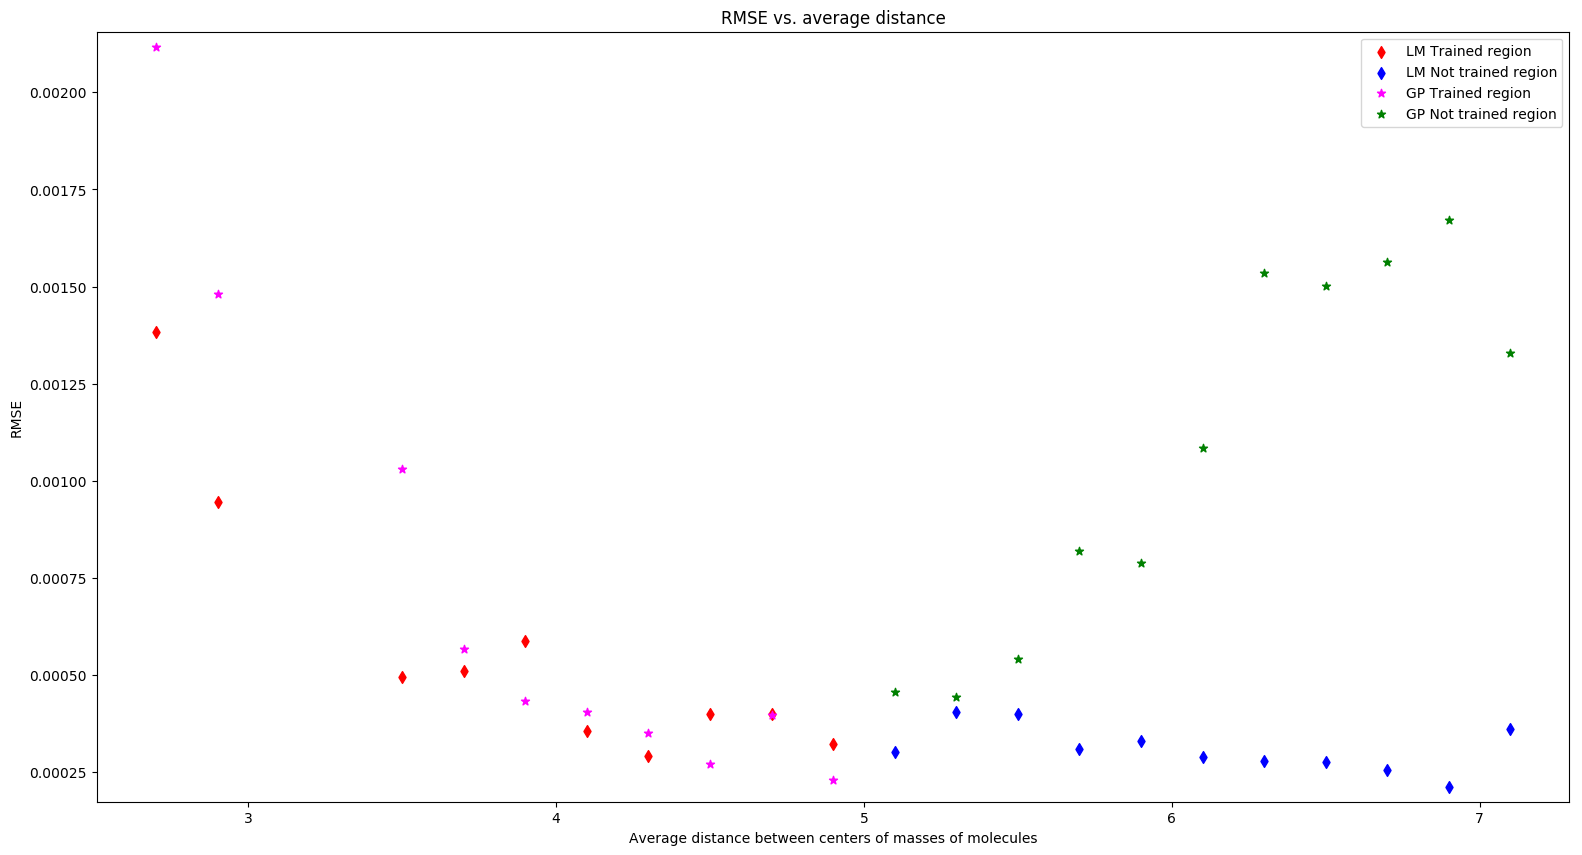 RMSE vs. average distance
LM Trained region
LM Not trained region
GP Trained region
GP Not trained region
0.00200
0.00175
0.00150
0.00125
0.00100
0.00075
0.00050
0.00025
RMSE
3 4 5 6 7
Average distance between centers of masses of molecules